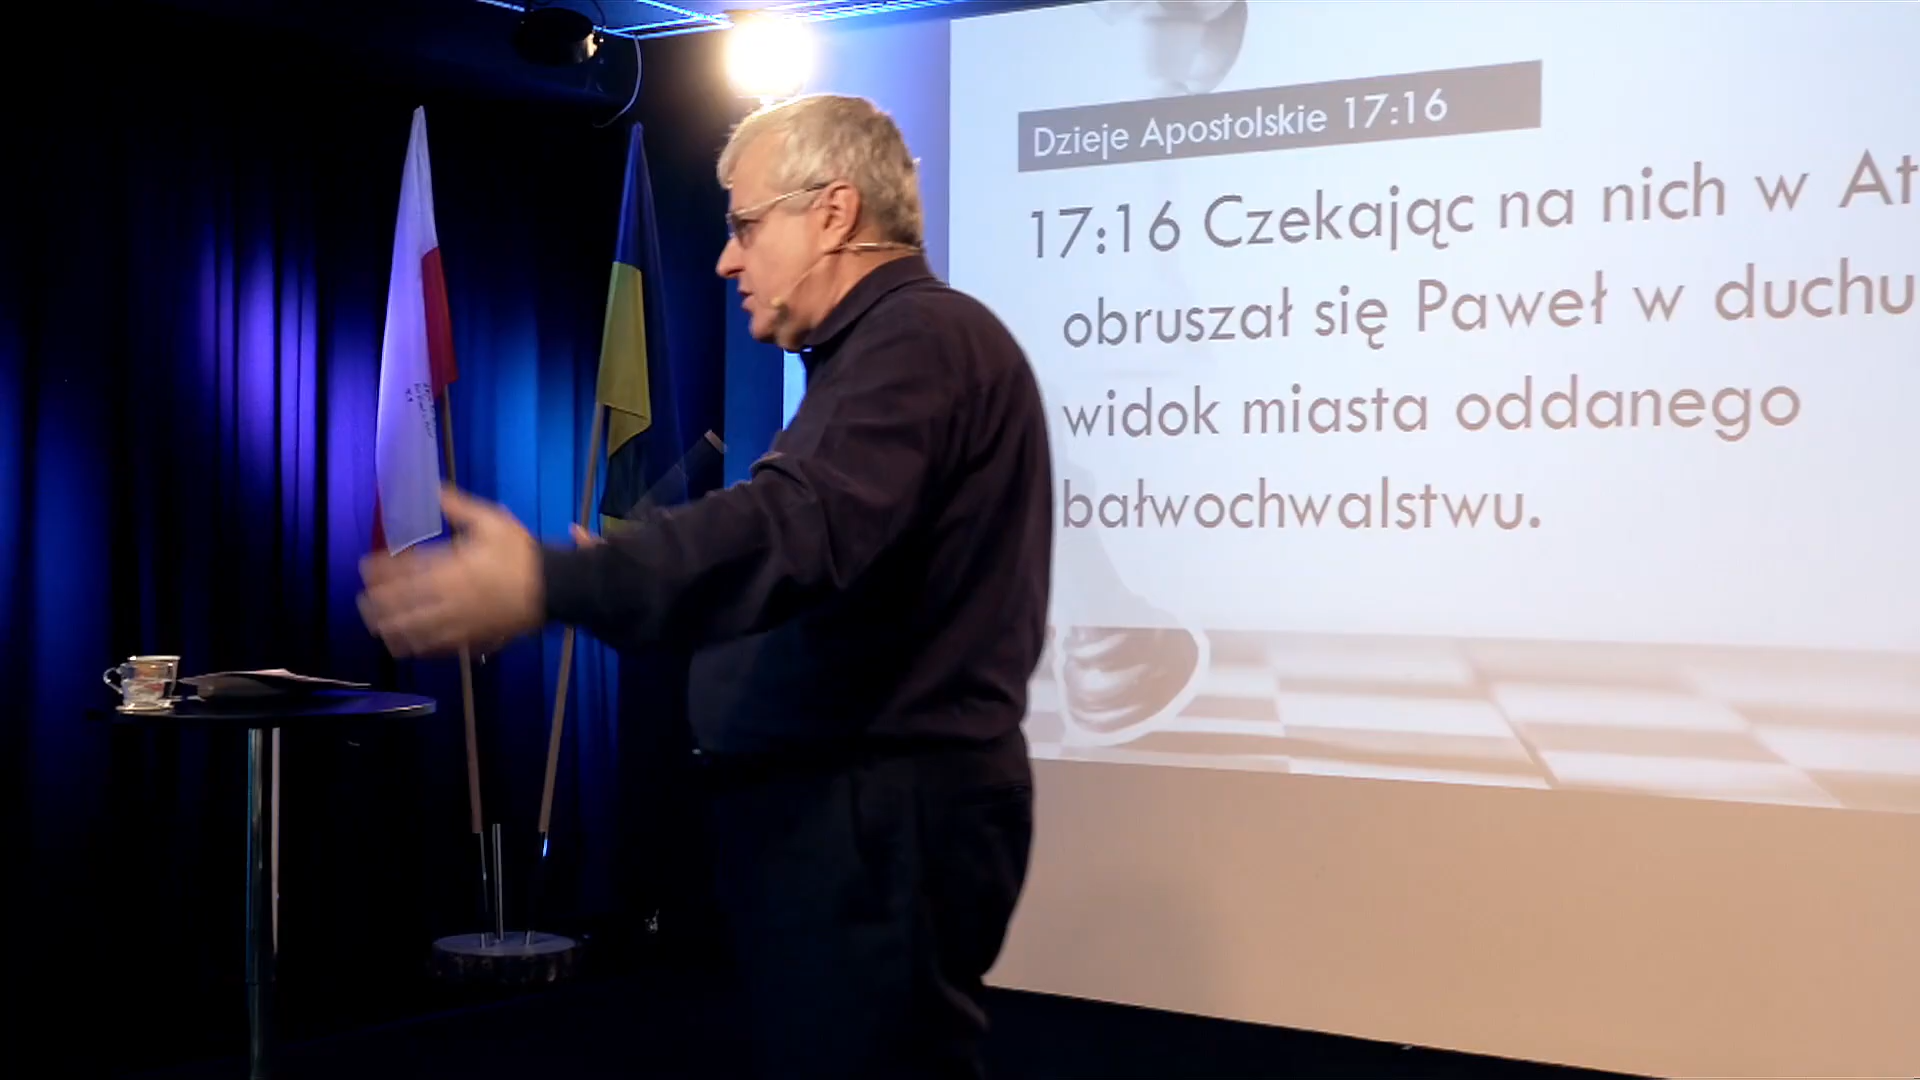 Dzieje Apostolskie 17:16
17:16 Czekając na nich w At
obruszał się Paweł w duchu
widok miasta oddanego
bałwochwalstwu.